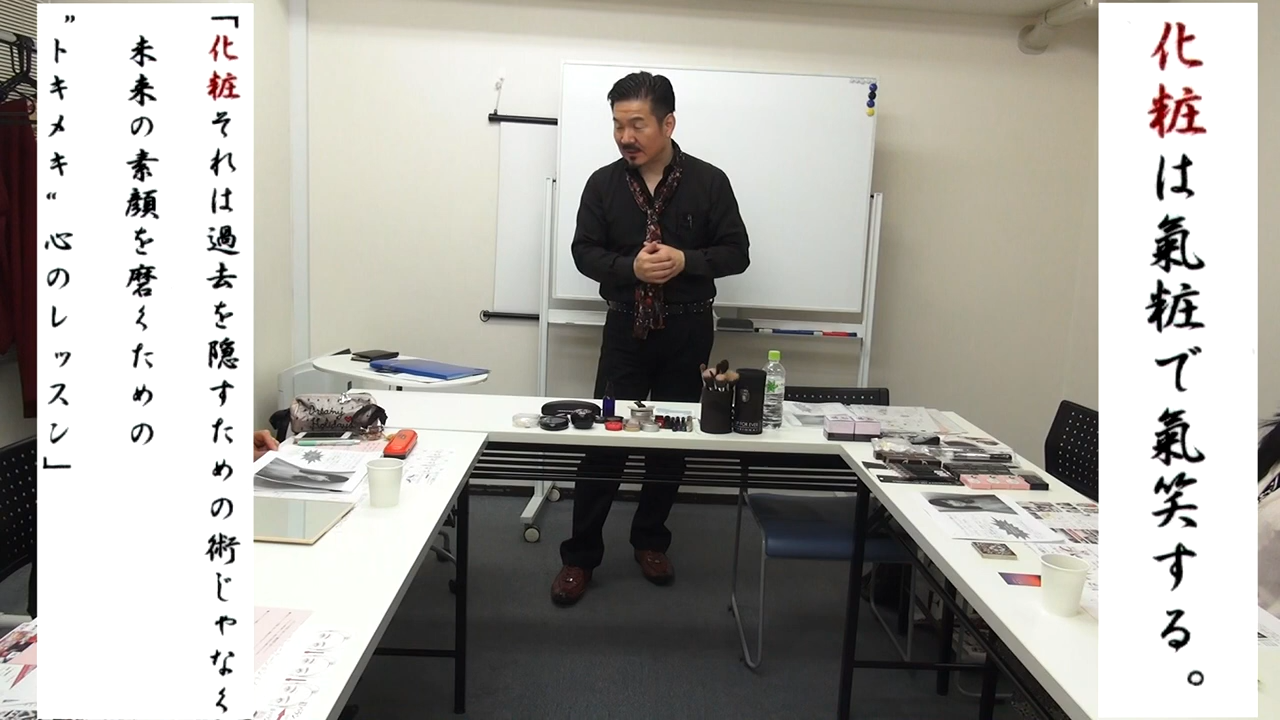 化粧は氣粧で氣笑する。
「化粧それは過去を隠すための術じゃなく
未来の素顔を磨くための
”トキメキ“心のレッスン」